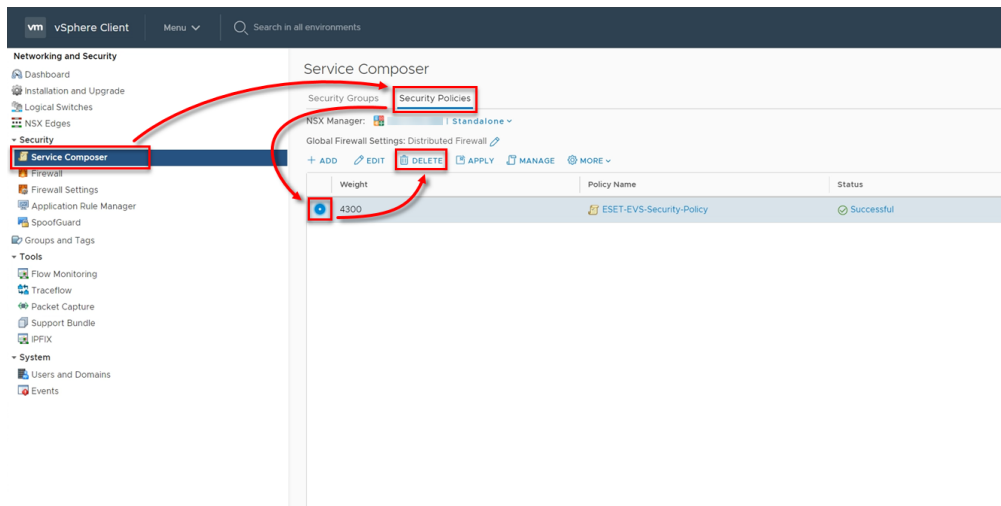 vm vSphere Client Menu Search in all environments
Networking and Security
Dashboard
Installation and Upgrade
Logical Switches
NSX Edges
Security
Service Composer
Firewall
Firewall Settings
Application Rule Manager
SpoofGuard
Groups and Tags
Tools
Flow Monitoring
Traceflow
Packet Capture
Support Bundle
IPFIX
System
Users and Domains
Events
Service Composer
Security Groups Security Policies
NSX Manager: | Standalone
Global Firewall Settings: Distributed Firewall
+ ADD EDIT DELETE APPLY MANAGE MORE
Weight Policy Name Status
4300 ESET-EVS-Security-Policy Successful